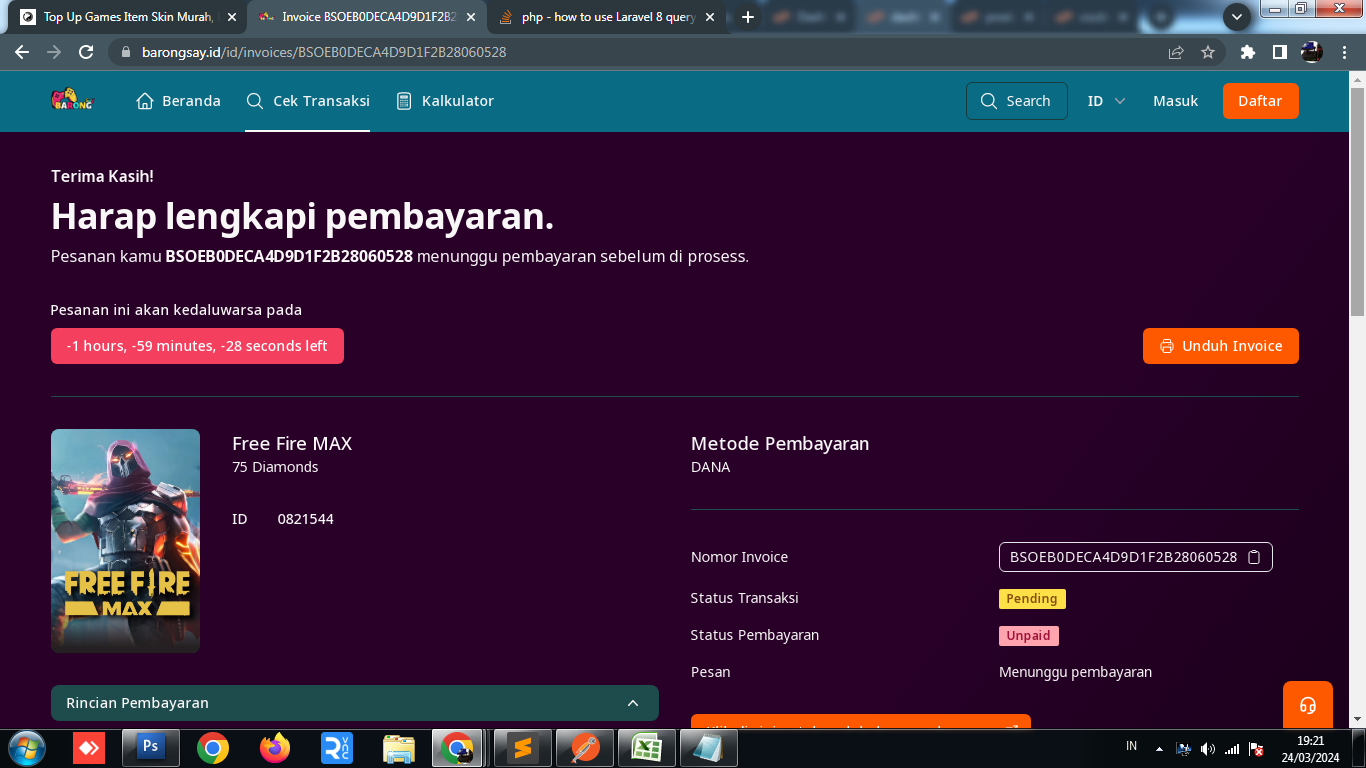 Top Up Games Item Skin Murah,
Invoice BSOEB0DECA4D9D1F2B2
php - how to use Laravel 8 query
barongsay.id/id/invoices/BSOEB0DECA4D9D1F2B28060528
BARONG
Beranda
Cek Transaksi
Kalkulator
Search
ID
Masuk
Daftar
Terima Kasih!
Harap lengkapi pembayaran.
Pesanan kamu BSOEB0DECA4D9D1F2B28060528 menunggu pembayaran sebelum di prosess.
Pesanan ini akan kedaluwarsa pada
-1 hours, -59 minutes, -28 seconds left
Unduh Invoice
FREE FIRE
MAX
Free Fire MAX
75 Diamonds
ID 0821544
Rincian Pembayaran
Metode Pembayaran
DANA
Nomor Invoice BSOEB0DECA4D9D1F2B28060528
Status Transaksi Pending
Status Pembayaran Unpaid
Pesan Menunggu pembayaran
Ps
IN
19:21
24/03/2024